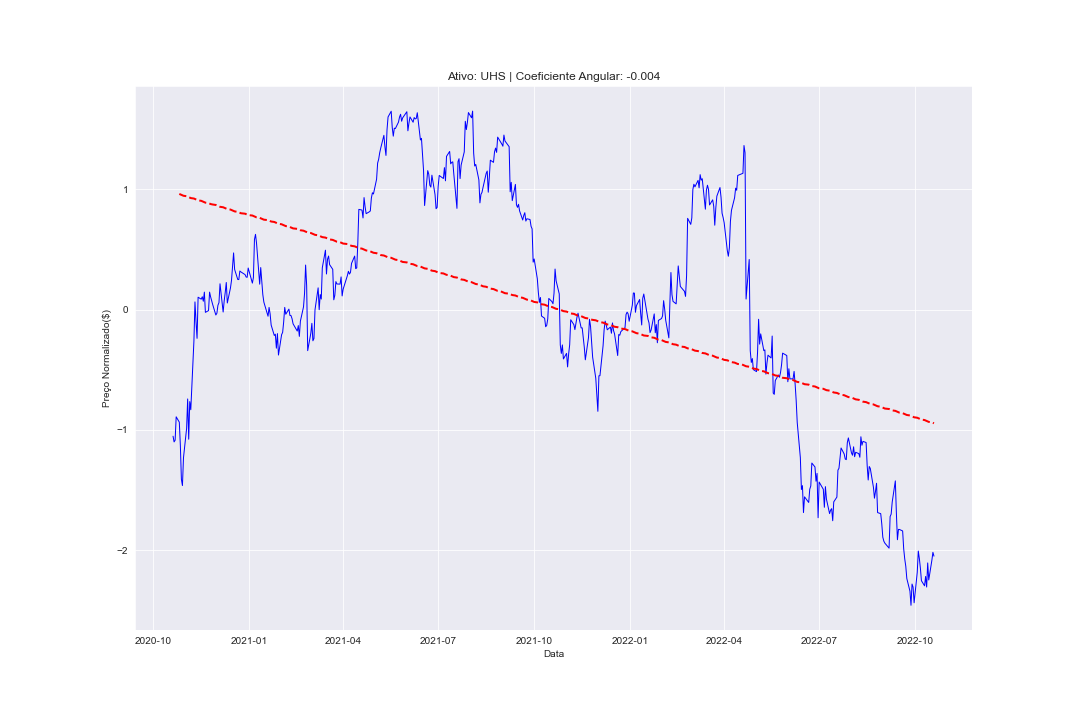 Ativo: UHS | Coeficiente Angular: -0.004
Preço Normalizado($)
1
0
−1
−2
2020-10 2021-01 2021-04 2021-07 2021-10 2022-01 2022-04 2022-07 2022-10
Data